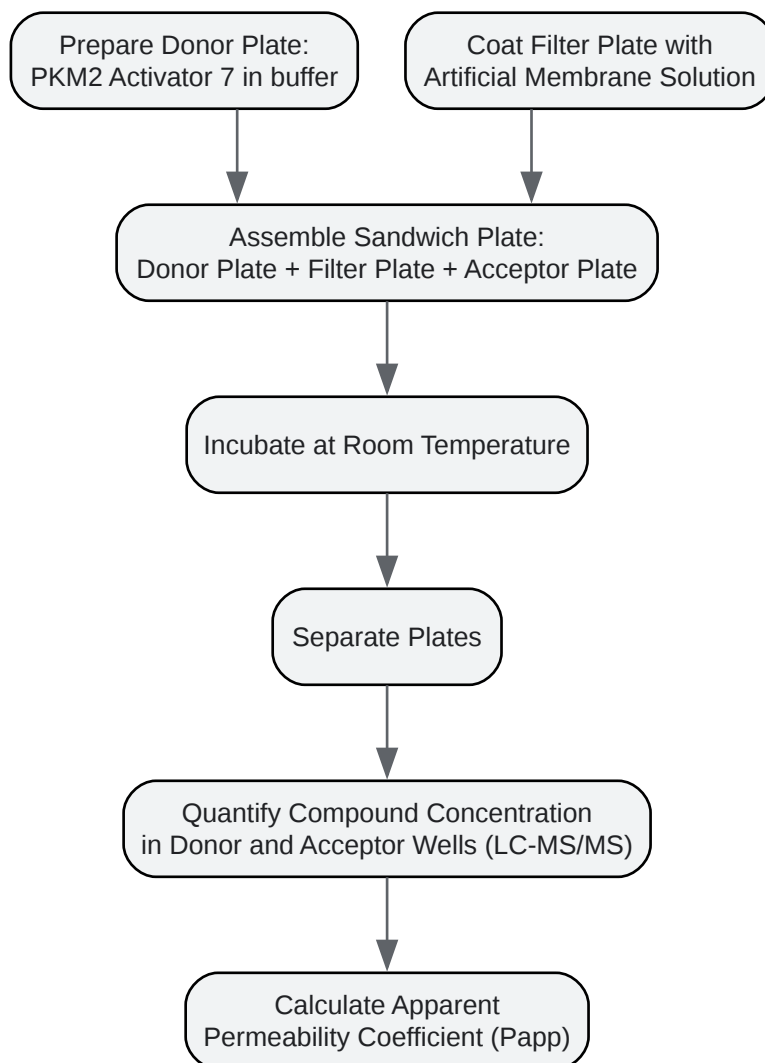 Prepare Donor Plate:
PKM2 Activator 7 in buffer
Coat Filter Plate with
Artificial Membrane Solution
Assemble Sandwich Plate:
Donor Plate + Filter Plate + Acceptor Plate
Incubate at Room Temperature
Separate Plates
Quantify Compound Concentration
in Donor and Acceptor Wells (LC-MS/MS)
Calculate Apparent
Permeability Coefficient (Papp)